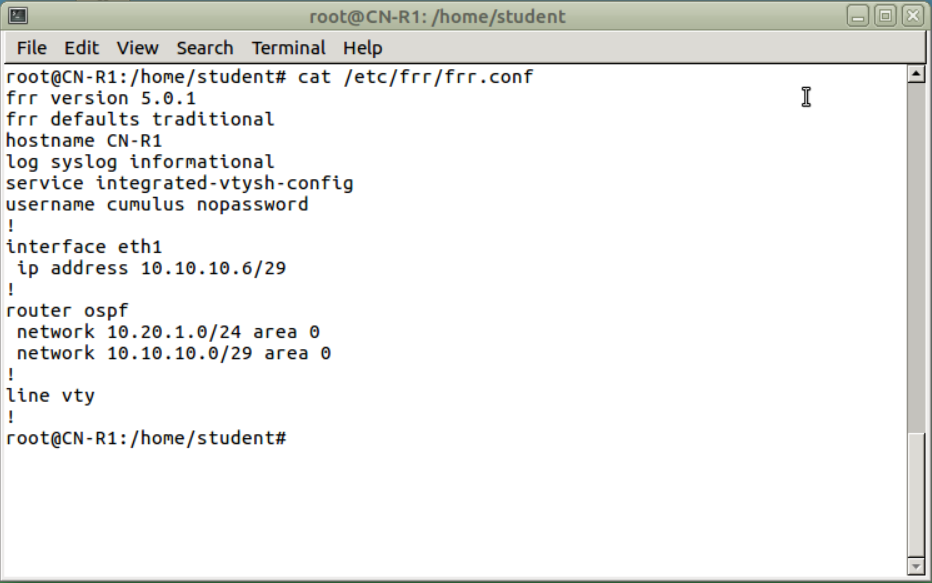 root@CN-R1: /home/student
File Edit View Search Terminal Help
root@CN-R1:/home/student# cat /etc/frr/frr.conf
frr version 5.0.1
frr defaults traditional
hostname CN-R1
log syslog informational
service integrated-vtysh-config
username cumulus nopassword
!
interface eth1
 ip address 10.10.10.6/29
!
router ospf
 network 10.20.1.0/24 area 0
 network 10.10.10.0/29 area 0
!
line vty
!
root@CN-R1:/home/student#